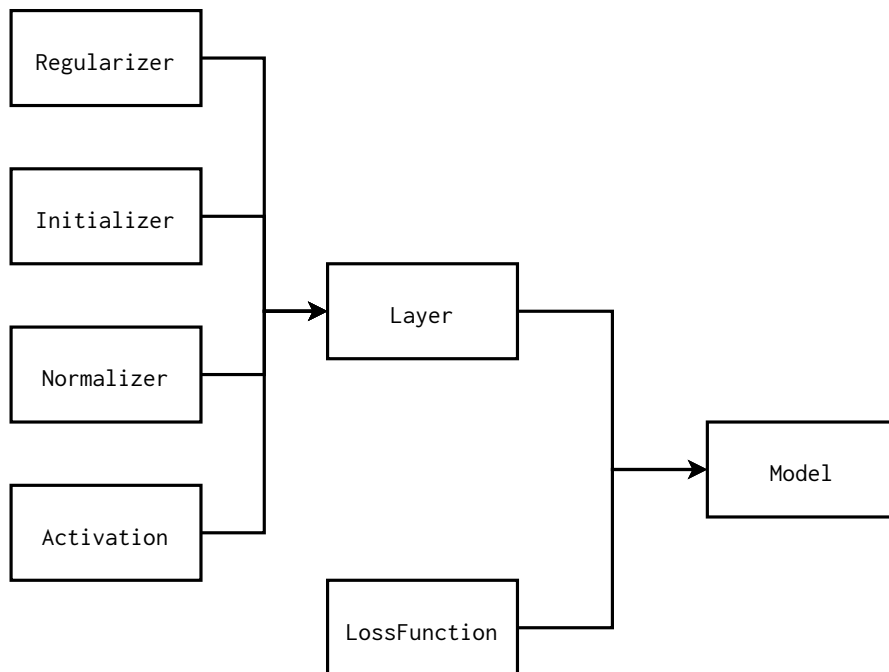 Regularizer
Initializer
Normalizer
Activation
Layer
LossFunction
Model